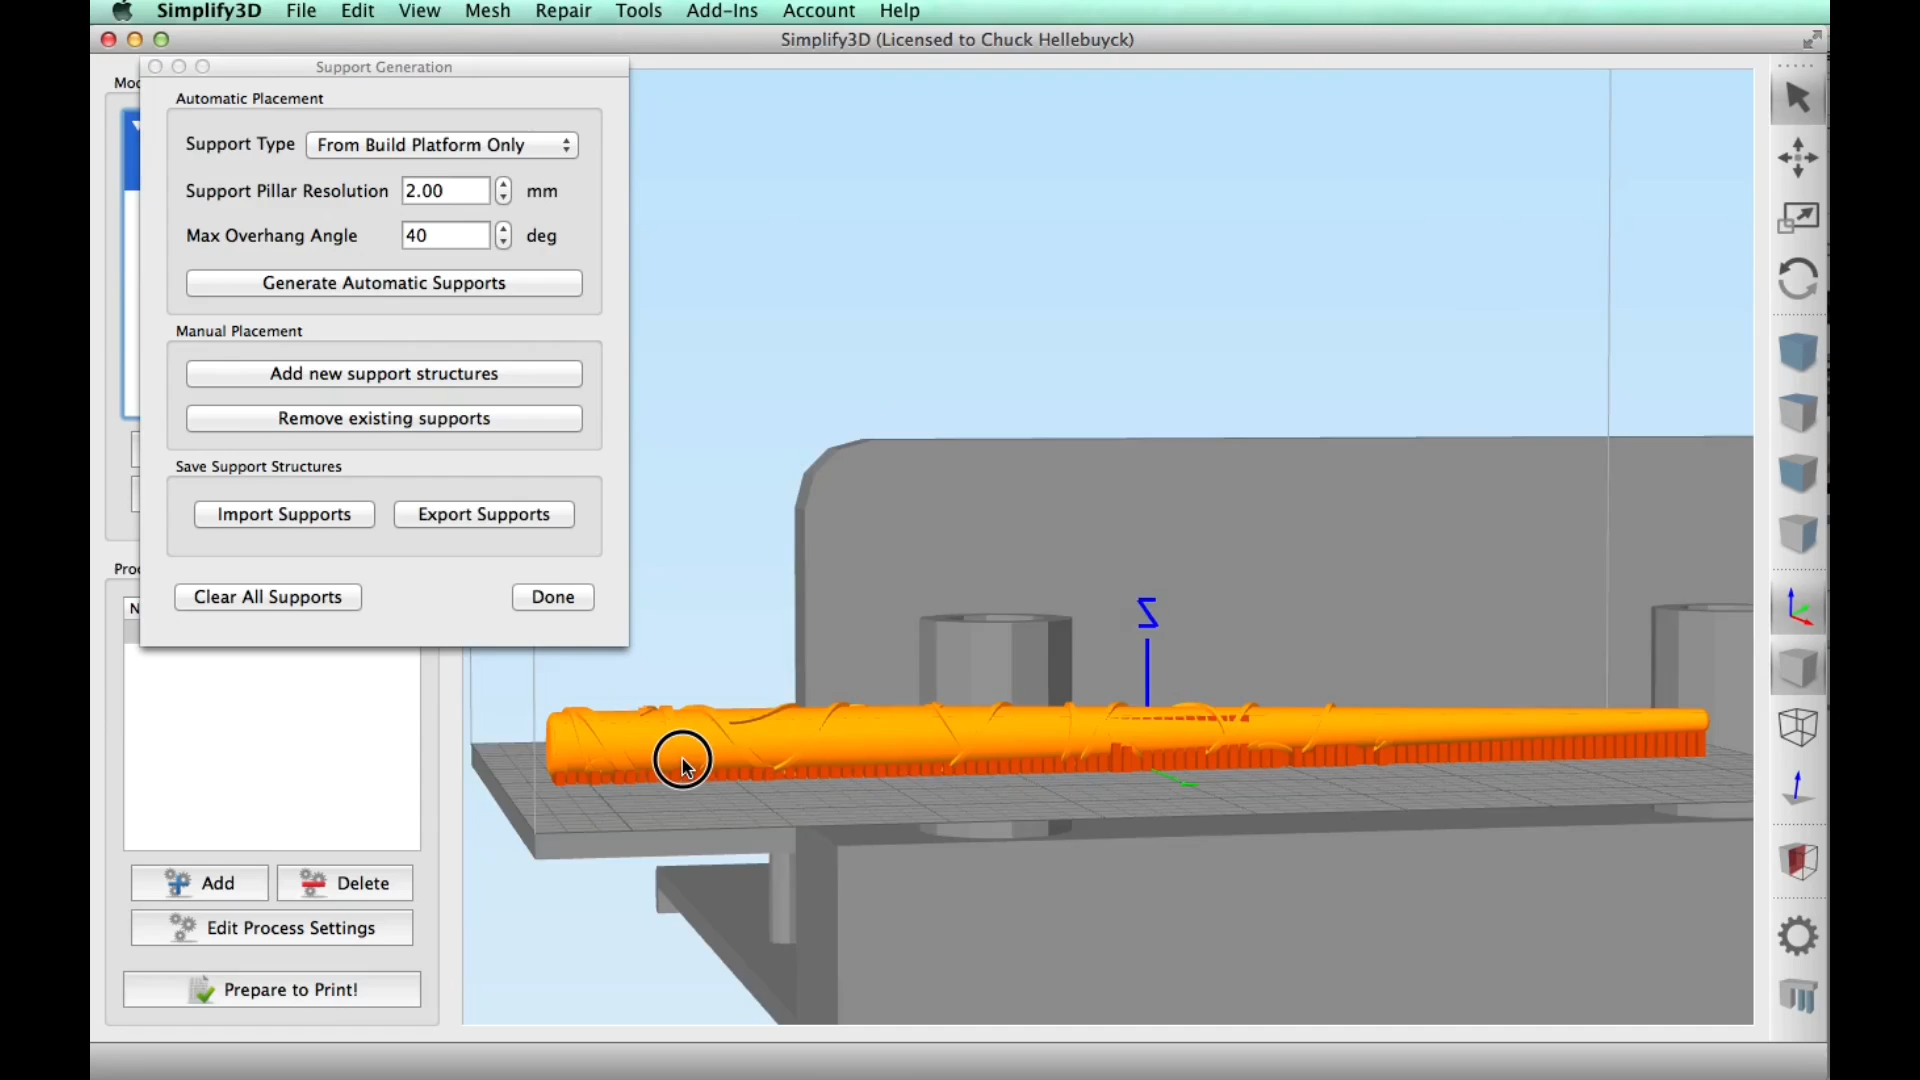 Simplify3D File Edit View Mesh Repair Tools Add-Ins Account Help
Simplify3D (Licensed to Chuck Hellebuyck)
Support Generation
Automatic Placement
Support Type From Build Platform Only
Support Pillar Resolution 2.00 mm
Max Overhang Angle 40 deg
Generate Automatic Supports
Manual Placement
Add new support structures
Remove existing supports
Save Support Structures
Import Supports Export Supports
Clear All Supports Done
Z
Add Delete
Edit Process Settings
Prepare to Print!